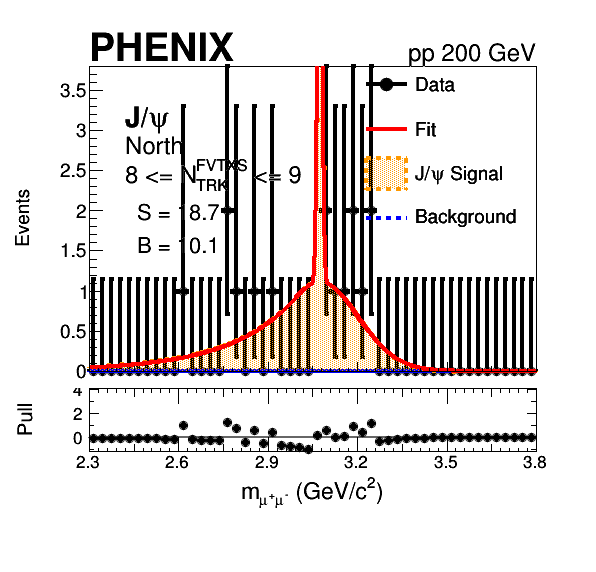 PHENIX pp 200 GeV
Data
Fit
J/ψ Signal
Background
J/ψ
North
8 <= N_TRK^FVTXS <= 9
S = 18.7
B = 10.1
Events
3.5
3
2.5
2
1.5
1
0.5
0
Pull
4
2
0
2.3 2.6 2.9 3.2 3.5 3.8
m_μ⁺μ⁻ (GeV/c²)